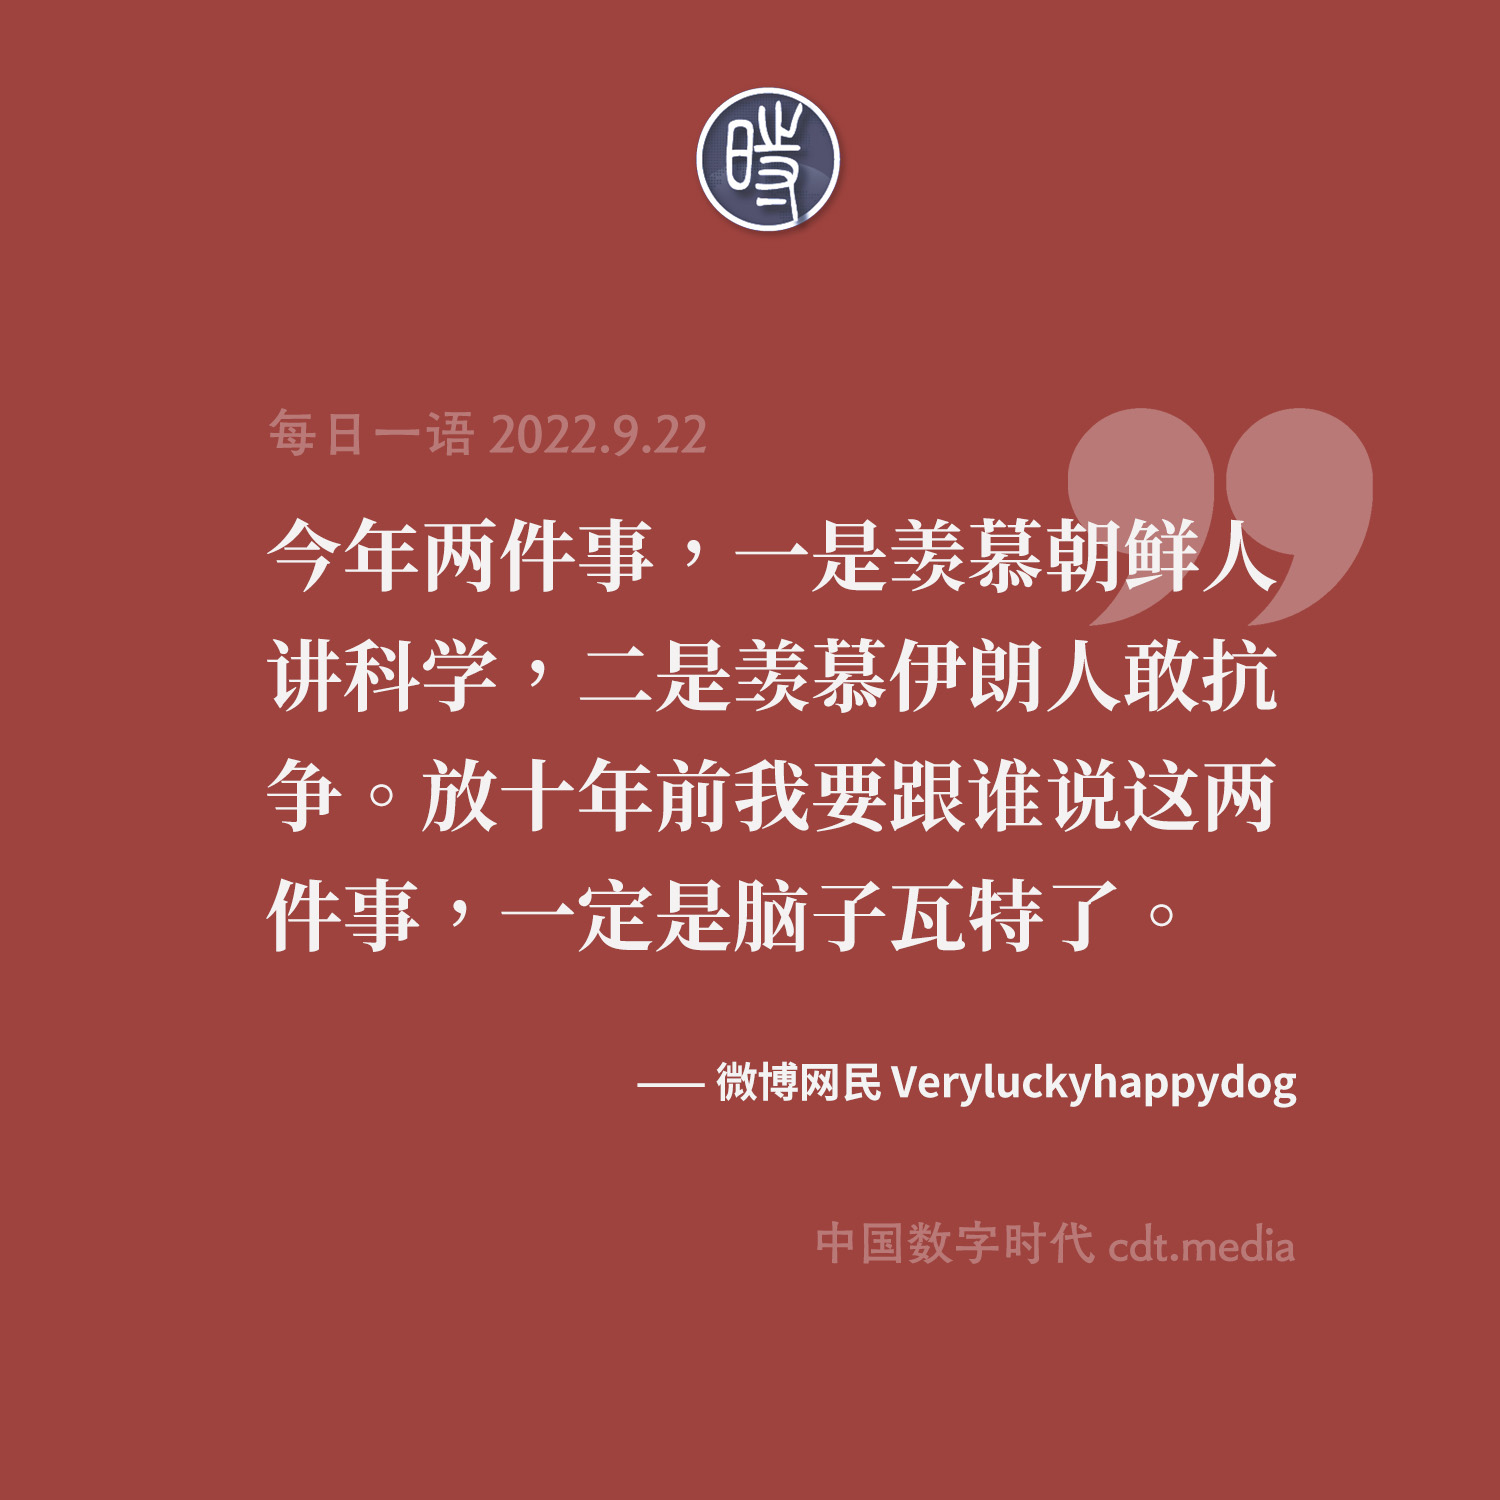 時
每日一语 2022.9.22
今年两件事，一是羡慕朝鲜人
讲科学，二是羡慕伊朗人敢抗
争。放十年前我要跟谁说这两
件事，一定是脑子瓦特了。
—— 微博网民 Veryluckyhappydog
中国数字时代 cdt.media